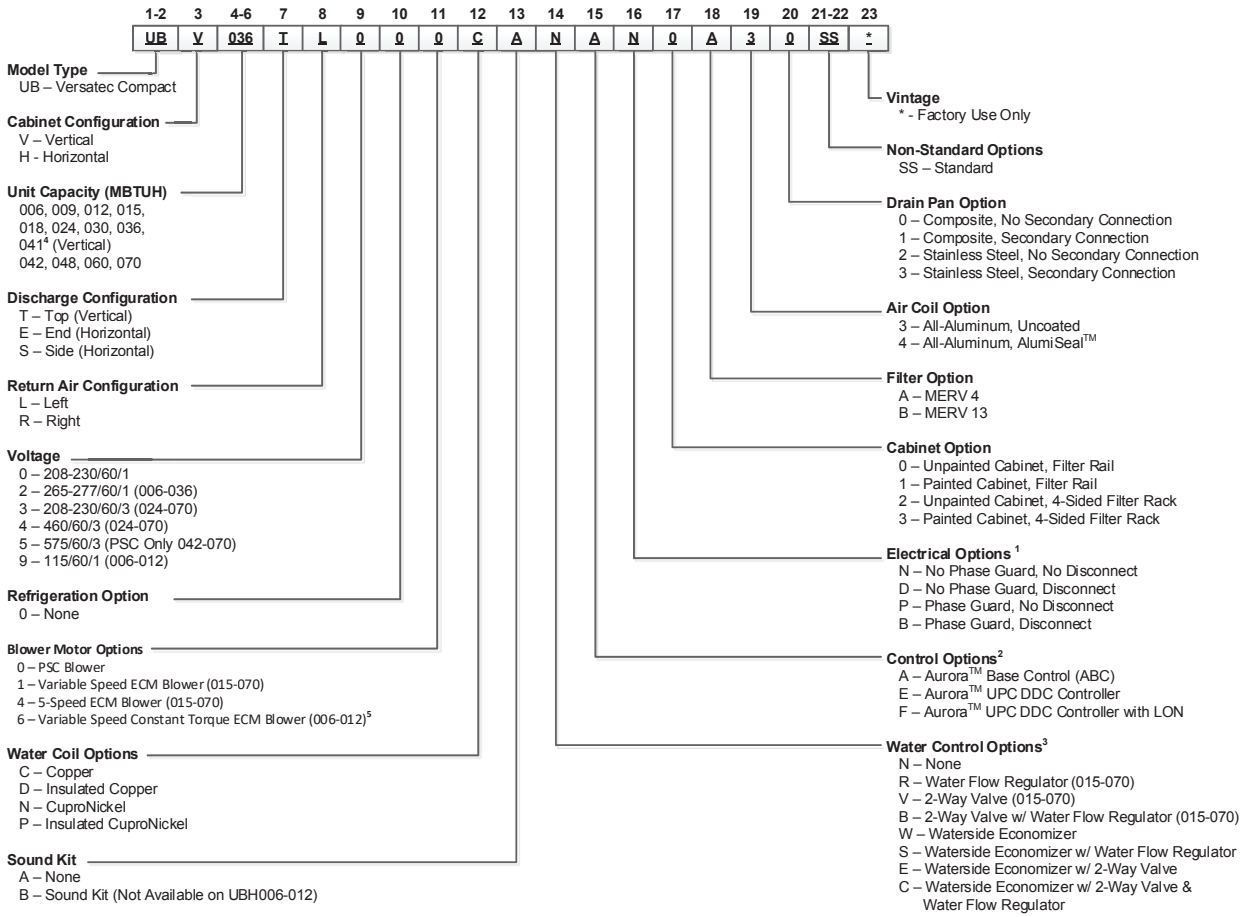 1-2 3 4-6 7 8 9 10 11 12 13 14 15 16 17 18 19 20 21-22 23
UB V 036 T L 0 0 0 C A N A N 0 A 3 0 SS *
Model Type
UB – Versatec Compact
Cabinet Configuration
V – Vertical
H - Horizontal
Unit Capacity (MBTUH)
006, 009, 012, 015,
018, 024, 030, 036,
041⁴ (Vertical)
042, 048, 060, 070
Discharge Configuration
T – Top (Vertical)
E – End (Horizontal)
S – Side (Horizontal)
Return Air Configuration
L – Left
R – Right
Voltage
0 – 208-230/60/1
2 – 265-277/60/1 (006-036)
3 – 208-230/60/3 (024-070)
4 – 460/60/3 (024-070)
5 – 575/60/3 (PSC Only 042-070)
9 – 115/60/1 (006-012)
Refrigeration Option
0 – None
Blower Motor Options
0 – PSC Blower
1 – Variable Speed ECM Blower (015-070)
4 – 5-Speed ECM Blower (015-070)
6 – Variable Speed Constant Torque ECM Blower (006-012)⁵
Water Coil Options
C – Copper
D – Insulated Copper
N – CuproNickel
P – Insulated CuproNickel
Sound Kit
A – None
B – Sound Kit (Not Available on UBH006-012)
Vintage
* - Factory Use Only
Non-Standard Options
SS – Standard
Drain Pan Option
0 – Composite, No Secondary Connection
1 – Composite, Secondary Connection
2 – Stainless Steel, No Secondary Connection
3 – Stainless Steel, Secondary Connection
Air Coil Option
3 – All-Aluminum, Uncoated
4 – All-Aluminum, AlumiSeal™
Filter Option
A – MERV 4
B – MERV 13
Cabinet Option
0 – Unpainted Cabinet, Filter Rail
1 – Painted Cabinet, Filter Rail
2 – Unpainted Cabinet, 4-Sided Filter Rack
3 – Painted Cabinet, 4-Sided Filter Rack
Electrical Options ¹
N – No Phase Guard, No Disconnect
D – No Phase Guard, Disconnect
P – Phase Guard, No Disconnect
B – Phase Guard, Disconnect
Control Options²
A – Aurora™ Base Control (ABC)
E – Aurora™ UPC DDC Controller
F – Aurora™ UPC DDC Controller with LON
Water Control Options³
N – None
R – Water Flow Regulator (015-070)
V – 2-Way Valve (015-070)
B – 2-Way Valve w/ Water Flow Regulator (015-070)
W – Waterside Economizer
S – Waterside Economizer w/ Water Flow Regulator
E – Waterside Economizer w/ 2-Way Valve
C – Waterside Economizer w/ 2-Way Valve &
Water Flow Regulator